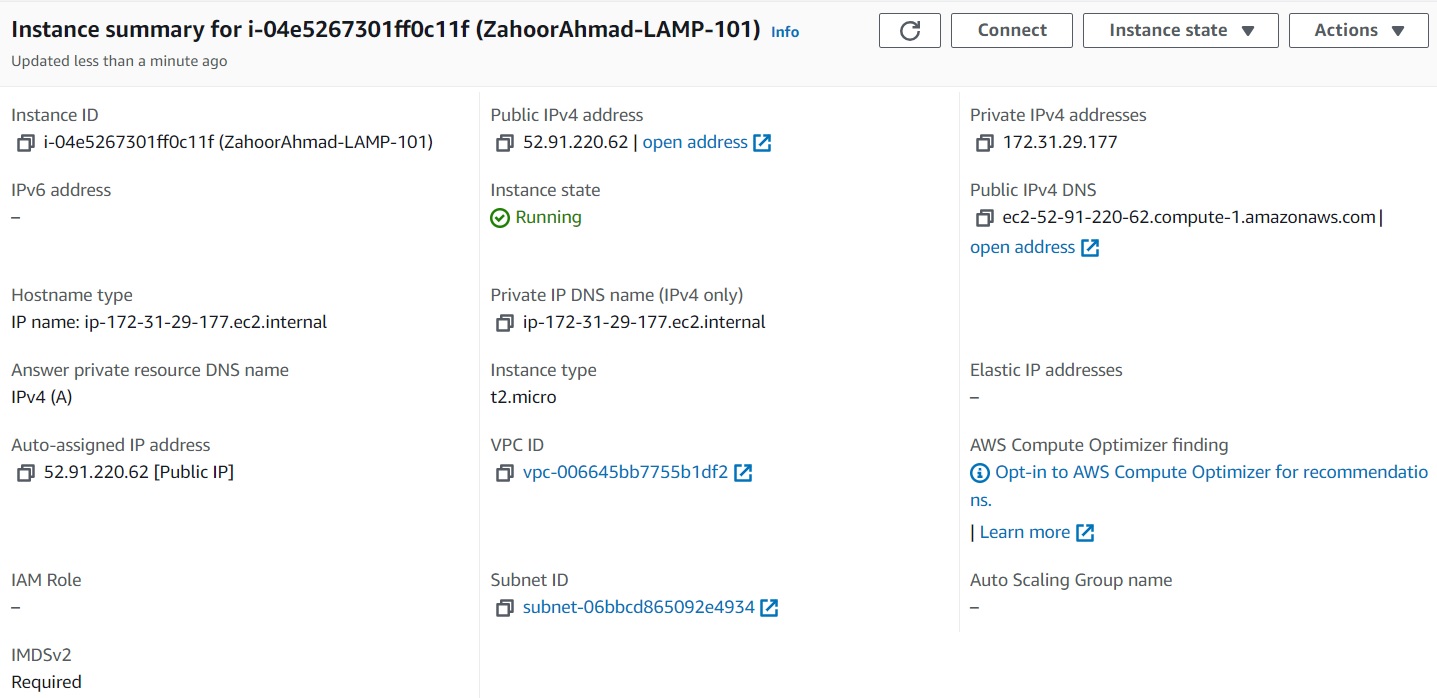 Instance summary for i-04e5267301ff0c11f (ZahoorAhmad-LAMP-101) Info
Updated less than a minute ago
Connect
Instance state
Actions
Instance ID
i-04e5267301ff0c11f (ZahoorAhmad-LAMP-101)
Public IPv4 address
52.91.220.62 | open address
Private IPv4 addresses
172.31.29.177
IPv6 address
–
Instance state
Running
Public IPv4 DNS
ec2-52-91-220-62.compute-1.amazonaws.com |
open address
Hostname type
IP name: ip-172-31-29-177.ec2.internal
Private IP DNS name (IPv4 only)
ip-172-31-29-177.ec2.internal
Answer private resource DNS name
IPv4 (A)
Instance type
t2.micro
Elastic IP addresses
–
Auto-assigned IP address
52.91.220.62 [Public IP]
VPC ID
vpc-006645bb7755b1df2
AWS Compute Optimizer finding
Opt-in to AWS Compute Optimizer for recommendatio
ns.
| Learn more
IAM Role
–
Subnet ID
subnet-06bbcd865092e4934
Auto Scaling Group name
–
IMDSv2
Required